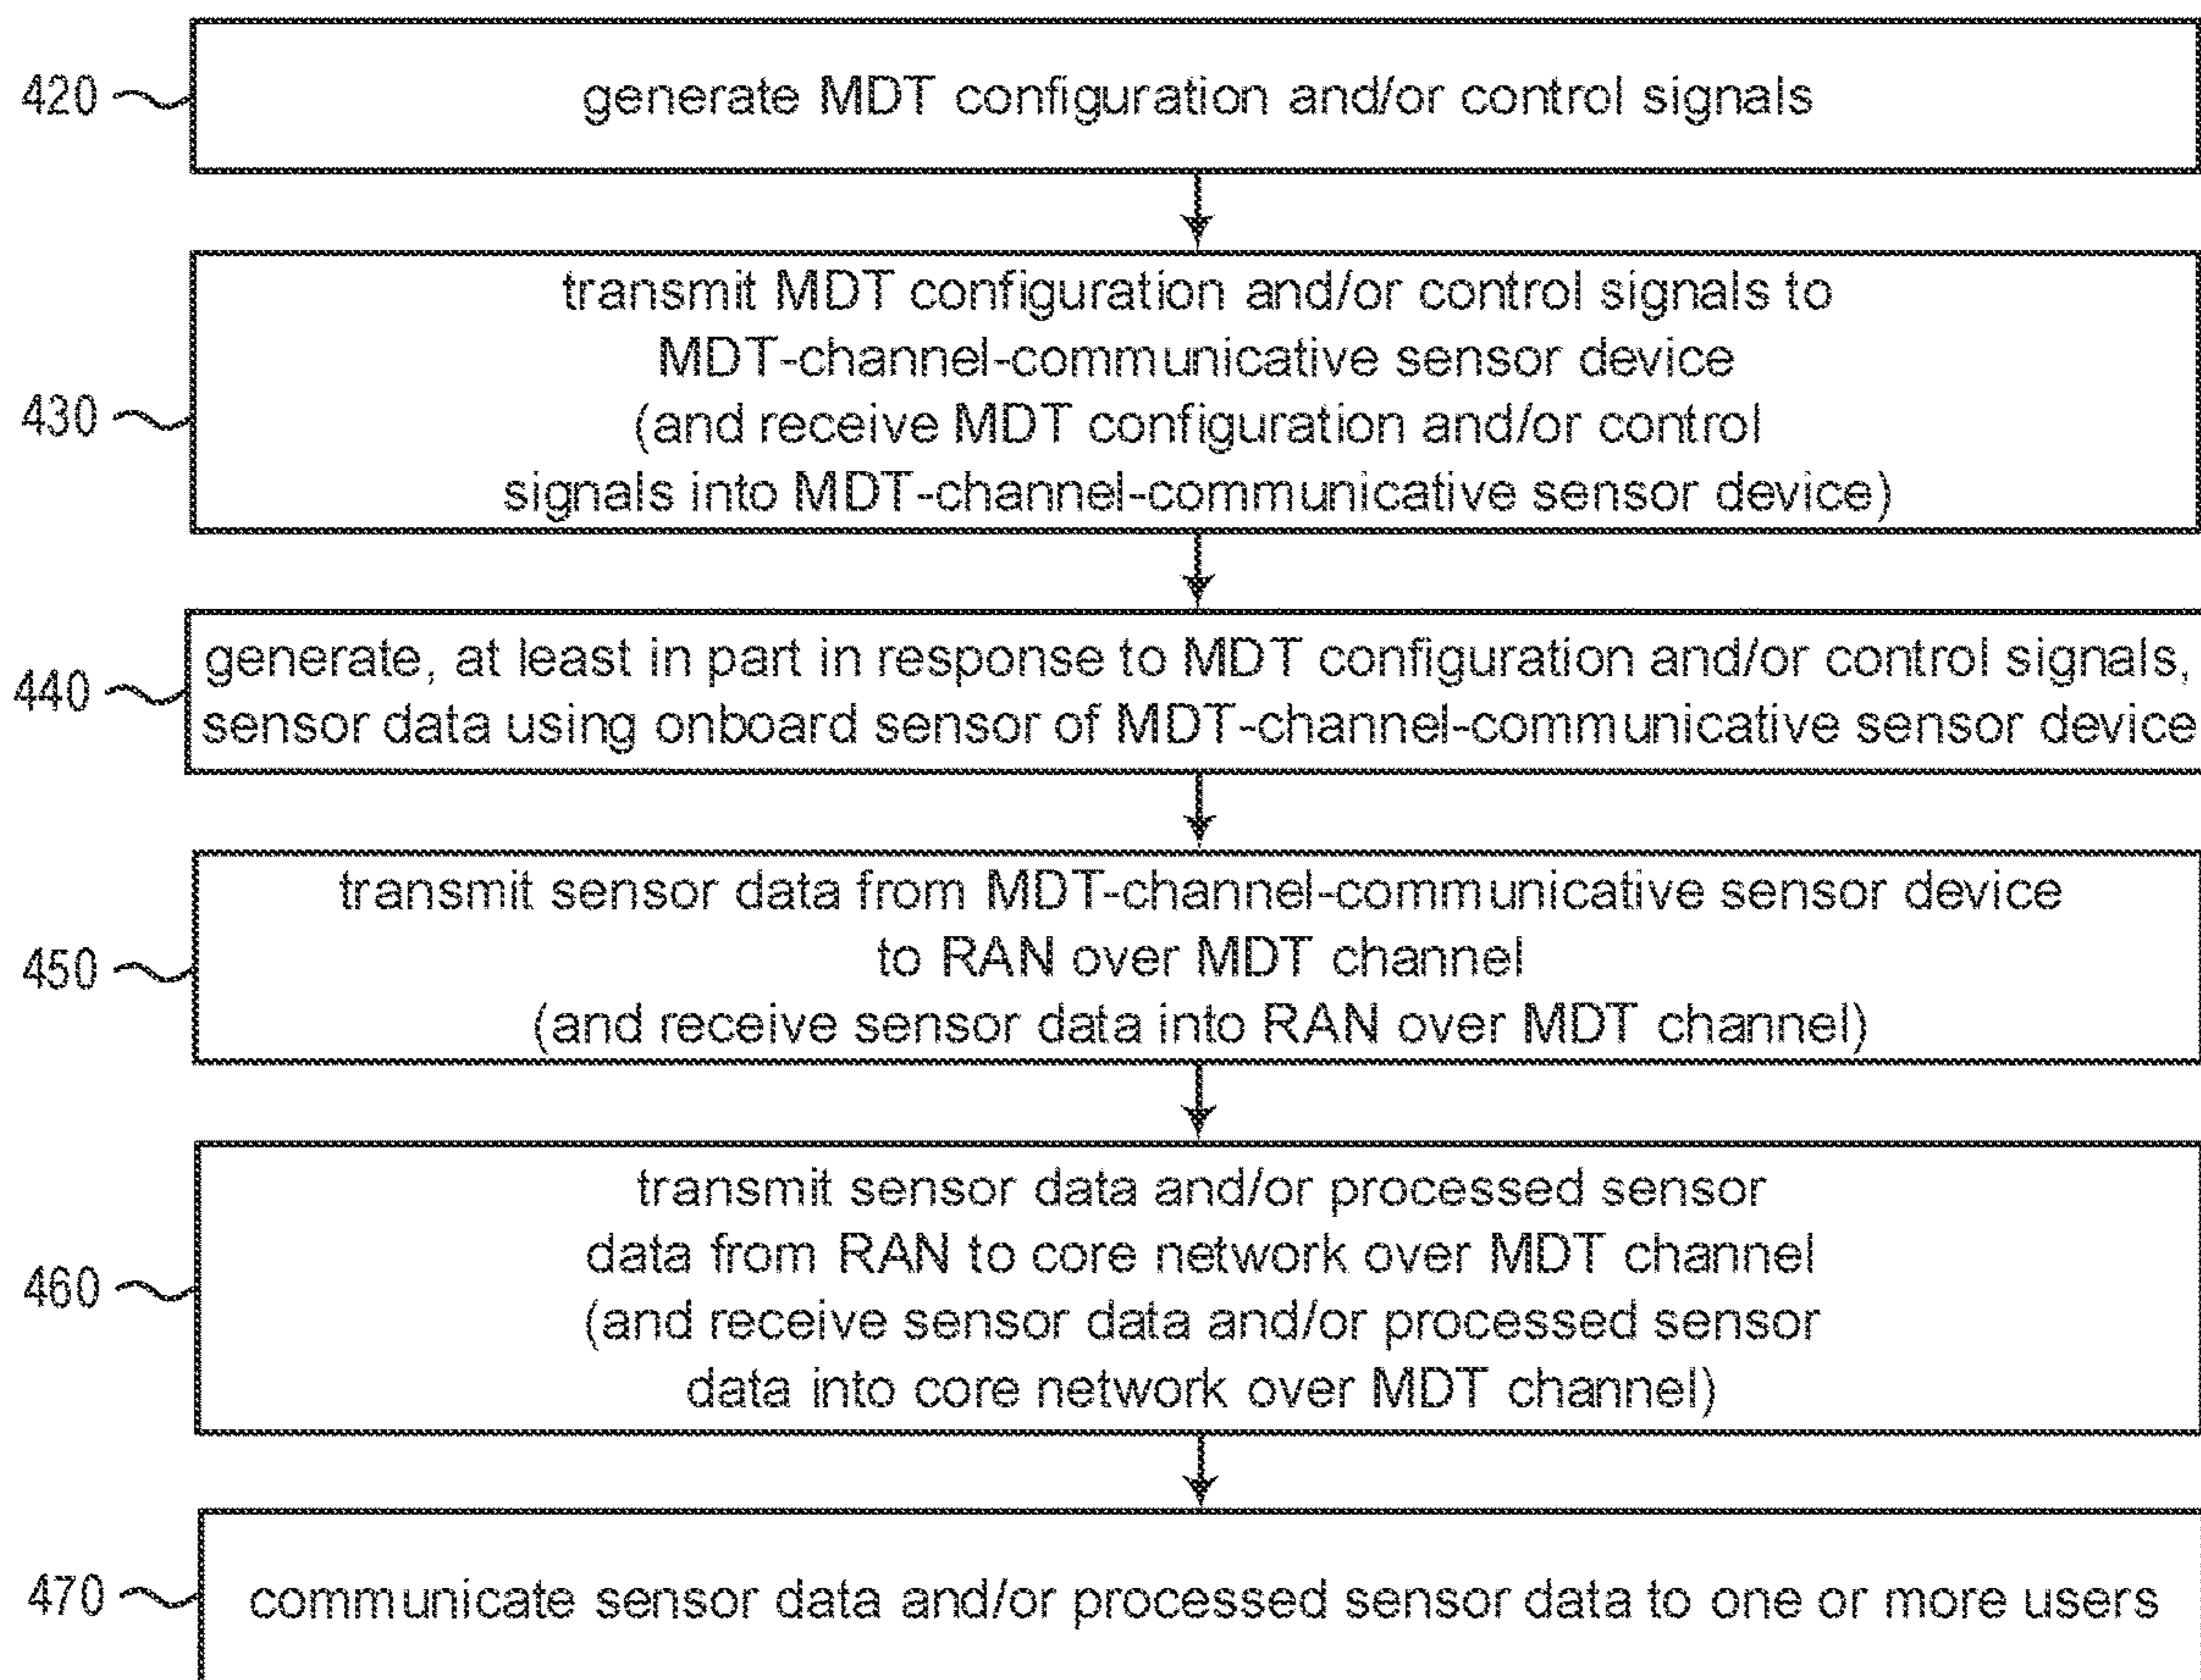 420
generate MDT configuration and/or control signals
430
transmit MDT configuration and/or control signals to
MDT-channel-communicative sensor device
(and receive MDT configuration and/or control
signals into MDT-channel-communicative sensor device)
440
generate, at least in part in response to MDT configuration and/or control signals,
sensor data using onboard sensor of MDT-channel-communicative sensor device
450
transmit sensor data from MDT-channel-communicative sensor device
to RAN over MDT channel
(and receive sensor data into RAN over MDT channel)
460
transmit sensor data and/or processed sensor
data from RAN to core network over MDT channel
(and receive sensor data and/or processed sensor
data into core network over MDT channel)
470
communicate sensor data and/or processed sensor data to one or more users